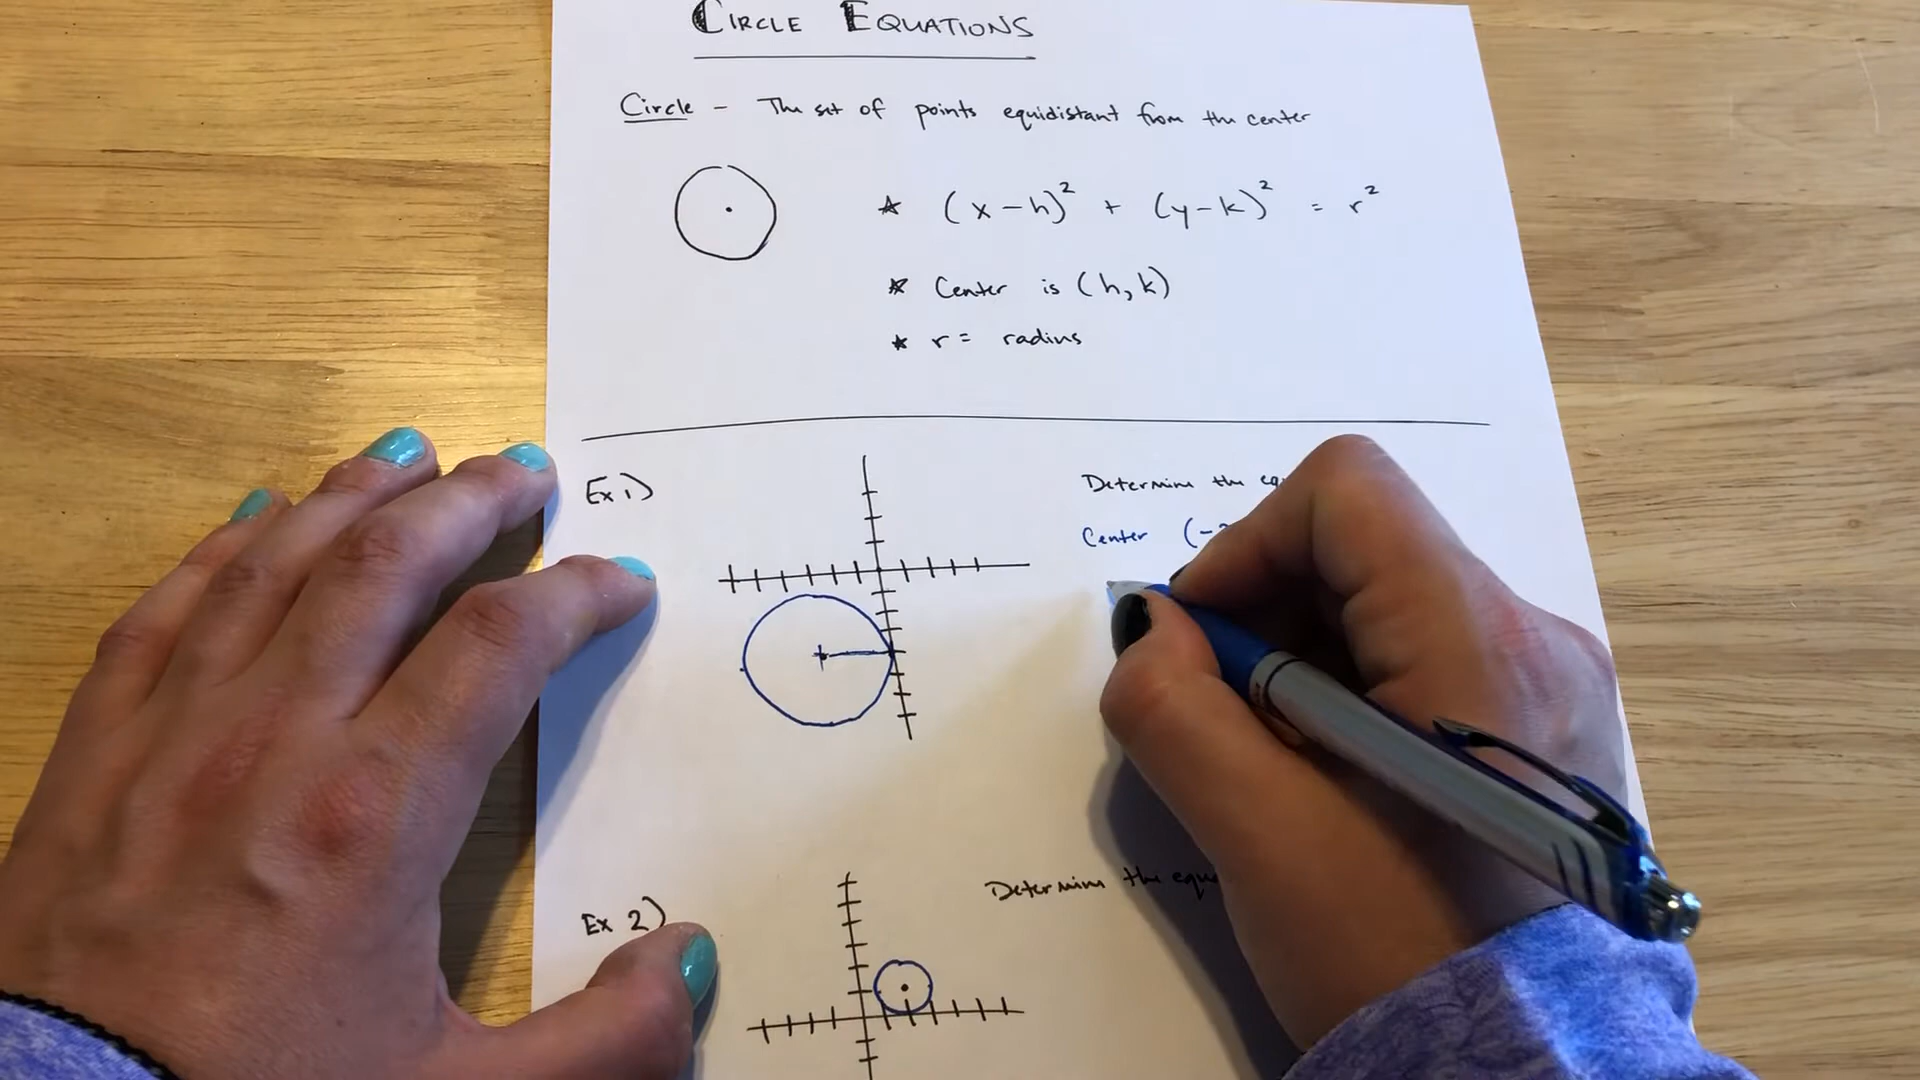 CIRCLE EQUATIONS
Circle - The set of points equidistant from the center
* (x-h)² + (y-k)² = r²
* Center is (h,k)
* r = radius
Ex 1)
Determine the
Center (-
Ex 2)
Determine the